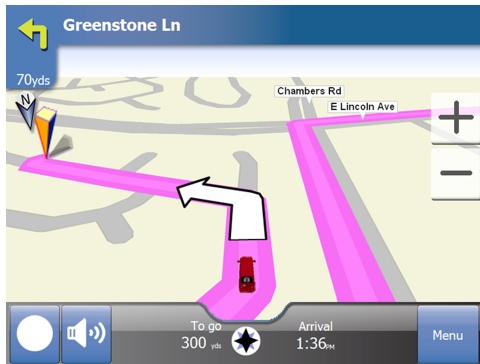 Greenstone Ln
70yds
N
Chambers Rd
E Lincoln Ave
To go
300 yds
Arrival
1:36PM
Menu